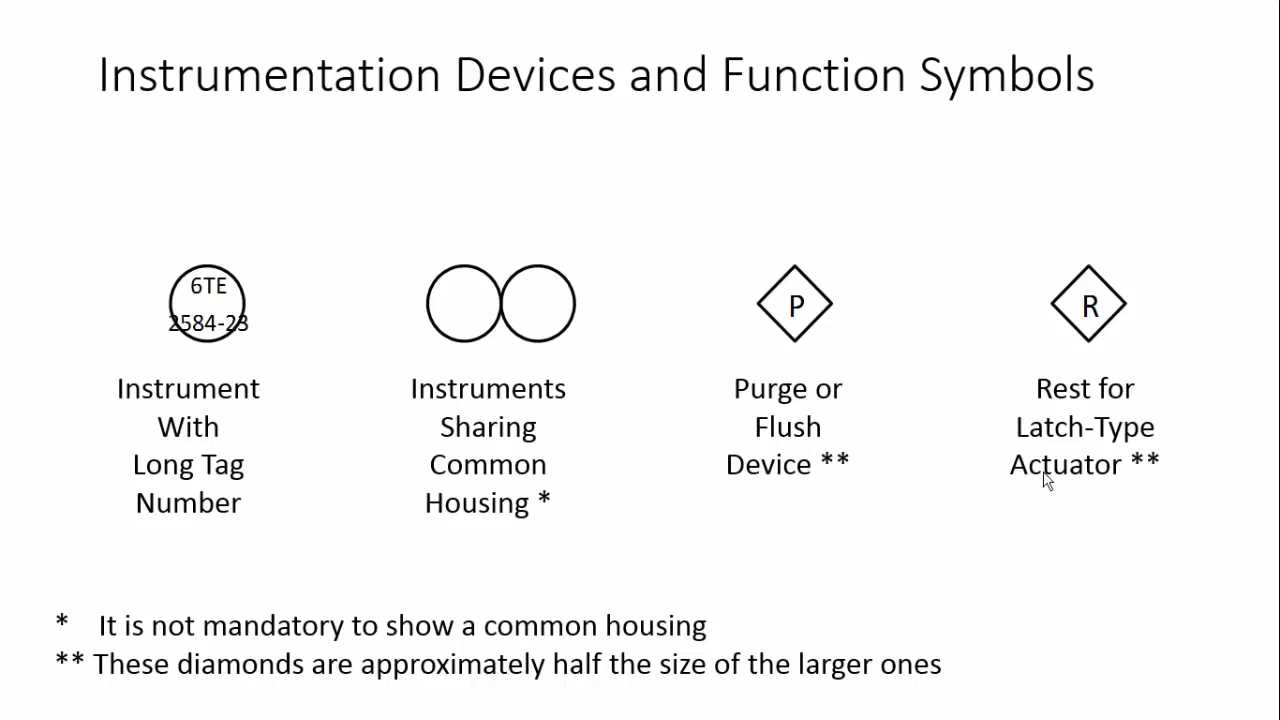 Instrumentation Devices and Function Symbols
6TE
2584-23
P
R
Instrument
With
Long Tag
Number
Instruments
Sharing
Common
Housing *
Purge or
Flush
Device **
Rest for
Latch-Type
Actuator **
* It is not mandatory to show a common housing
** These diamonds are approximately half the size of the larger ones